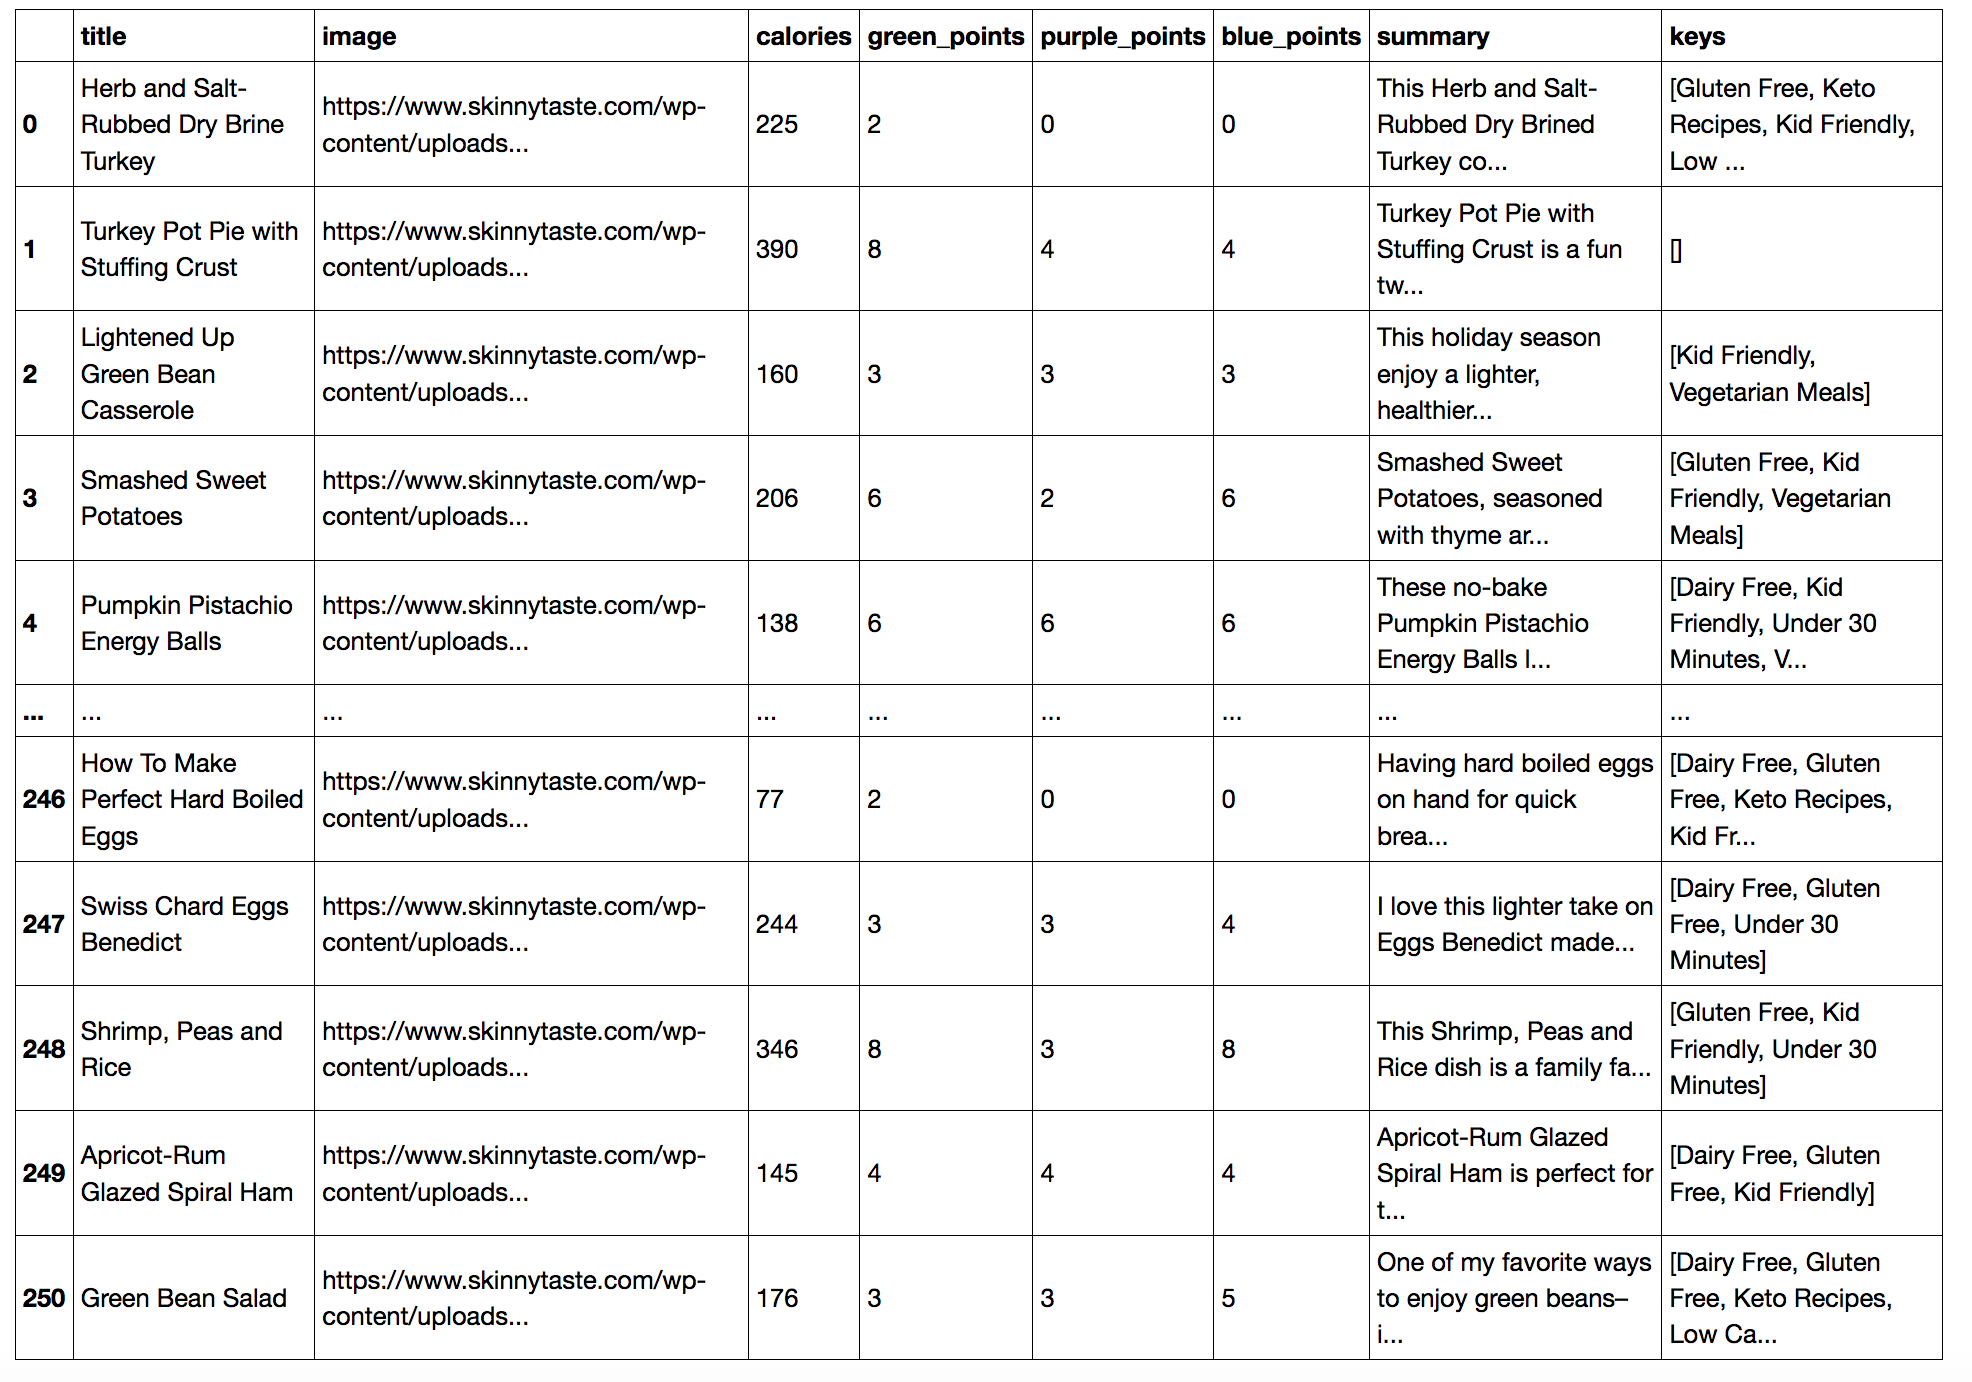 title image calories green_points purple_points blue_points summary keys
0 Herb and Salt-Rubbed Dry Brine Turkey https://www.skinnytaste.com/wp-content/uploads... 225 2 0 0 This Herb and Salt-Rubbed Dry Brined Turkey co... [Gluten Free, Keto Recipes, Kid Friendly, Low ...
1 Turkey Pot Pie with Stuffing Crust https://www.skinnytaste.com/wp-content/uploads... 390 8 4 4 Turkey Pot Pie with Stuffing Crust is a fun tw... []
2 Lightened Up Green Bean Casserole https://www.skinnytaste.com/wp-content/uploads... 160 3 3 3 This holiday season enjoy a lighter, healthier... [Kid Friendly, Vegetarian Meals]
3 Smashed Sweet Potatoes https://www.skinnytaste.com/wp-content/uploads... 206 6 2 6 Smashed Sweet Potatoes, seasoned with thyme ar... [Gluten Free, Kid Friendly, Vegetarian Meals]
4 Pumpkin Pistachio Energy Balls https://www.skinnytaste.com/wp-content/uploads... 138 6 6 6 These no-bake Pumpkin Pistachio Energy Balls I... [Dairy Free, Kid Friendly, Under 30 Minutes, V...
... ... ... ... ... ... ... ... ...
246 How To Make Perfect Hard Boiled Eggs https://www.skinnytaste.com/wp-content/uploads... 77 2 0 0 Having hard boiled eggs on hand for quick brea... [Dairy Free, Gluten Free, Keto Recipes, Kid Fr...
247 Swiss Chard Eggs Benedict https://www.skinnytaste.com/wp-content/uploads... 244 3 3 4 I love this lighter take on Eggs Benedict made... [Dairy Free, Gluten Free, Under 30 Minutes]
248 Shrimp, Peas and Rice https://www.skinnytaste.com/wp-content/uploads... 346 8 3 8 This Shrimp, Peas and Rice dish is a family fa... [Gluten Free, Kid Friendly, Under 30 Minutes]
249 Apricot-Rum Glazed Spiral Ham https://www.skinnytaste.com/wp-content/uploads... 145 4 4 4 Apricot-Rum Glazed Spiral Ham is perfect for t... [Dairy Free, Gluten Free, Kid Friendly]
250 Green Bean Salad https://www.skinnytaste.com/wp-content/uploads... 176 3 3 5 One of my favorite ways to enjoy green beans–i... [Dairy Free, Gluten Free, Keto Recipes, Low Ca...